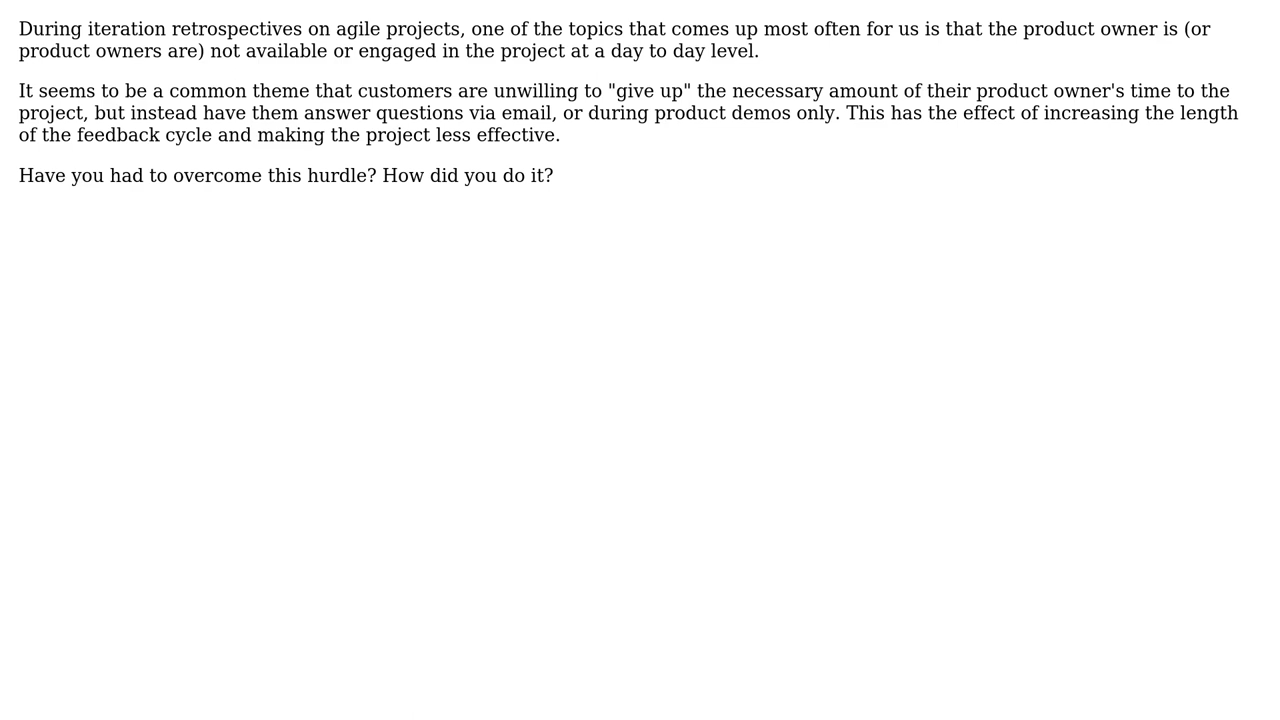 During iteration retrospectives on agile projects, one of the topics that comes up most often for us is that the product owner is (or
product owners are) not available or engaged in the project at a day to day level.
It seems to be a common theme that customers are unwilling to "give up" the necessary amount of their product owner's time to the
project, but instead have them answer questions via email, or during product demos only. This has the effect of increasing the length
of the feedback cycle and making the project less effective.
Have you had to overcome this hurdle? How did you do it?